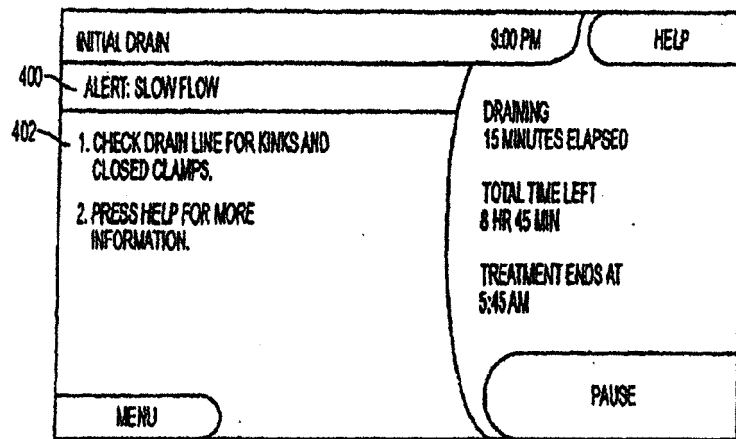 INITIAL DRAIN 9:00 PM HELP
400 ALERT: SLOW FLOW
402 1. CHECK DRAIN LINE FOR KINKS AND
CLOSED CLAMPS.
2. PRESS HELP FOR MORE
INFORMATION.
DRAINING
15 MINUTES ELAPSED
TOTAL TIME LEFT
8 HR 45 MIN
TREATMENT ENDS AT
5:45 AM
MENU
PAUSE